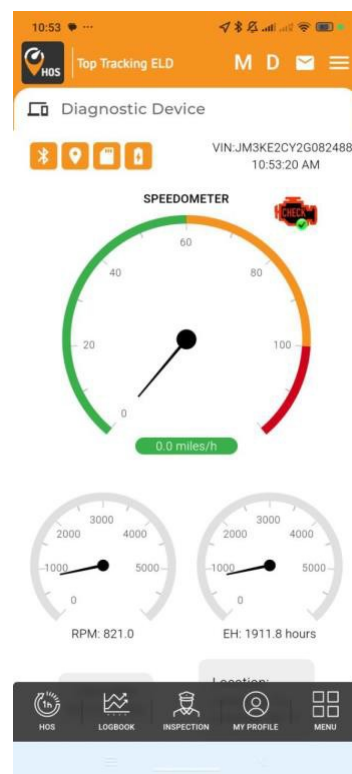 10:53
HOS
Top Tracking ELD
M D
Diagnostic Device
VIN:JM3KE2CY2G082488
10:53:20 AM
SPEEDOMETER
CHECK
60
40
80
20
100
0
0.0 miles/h
3000
2000
4000
1000
5000
0
RPM: 821.0
3000
2000
4000
1000
5000
0
EH: 1911.8 hours
Location:
1h
HOS
LOGBOOK
INSPECTION
MY PROFILE
MENU